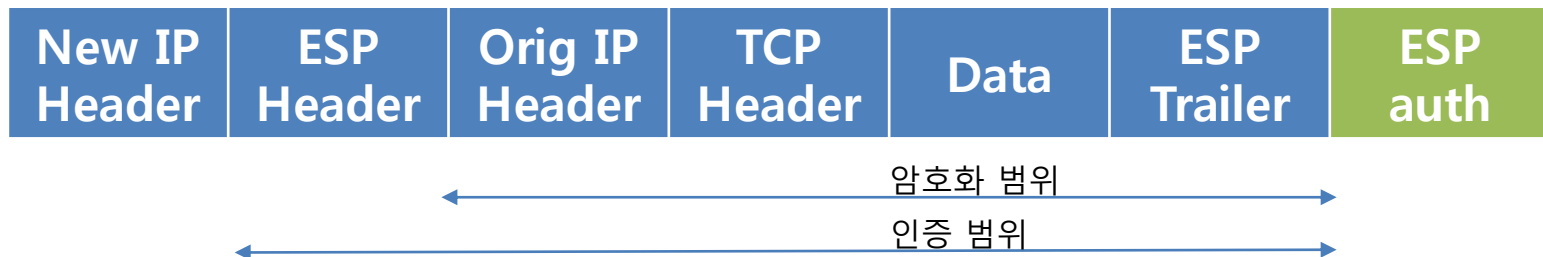 New IP
Header
ESP
Header
Orig IP
Header
TCP
Header
Data
ESP
Trailer
ESP
auth
암호화 범위
인증 범위